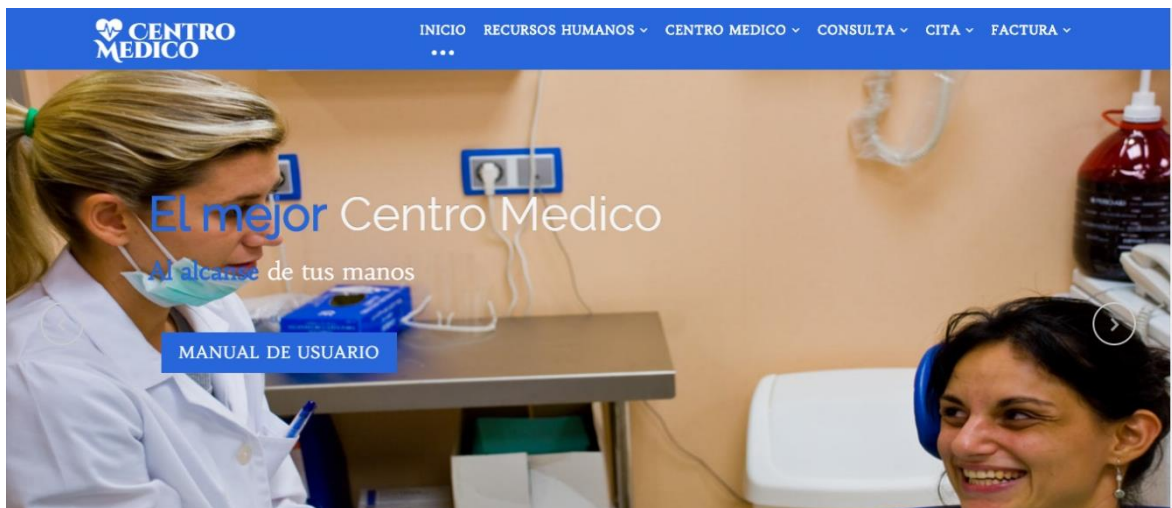 CENTRO
MEDICO
INICIO RECURSOS HUMANOS CENTRO MEDICO CONSULTA CITA FACTURA
El mejor Centro Medico
Al alcanse de tus manos
MANUAL DE USUARIO